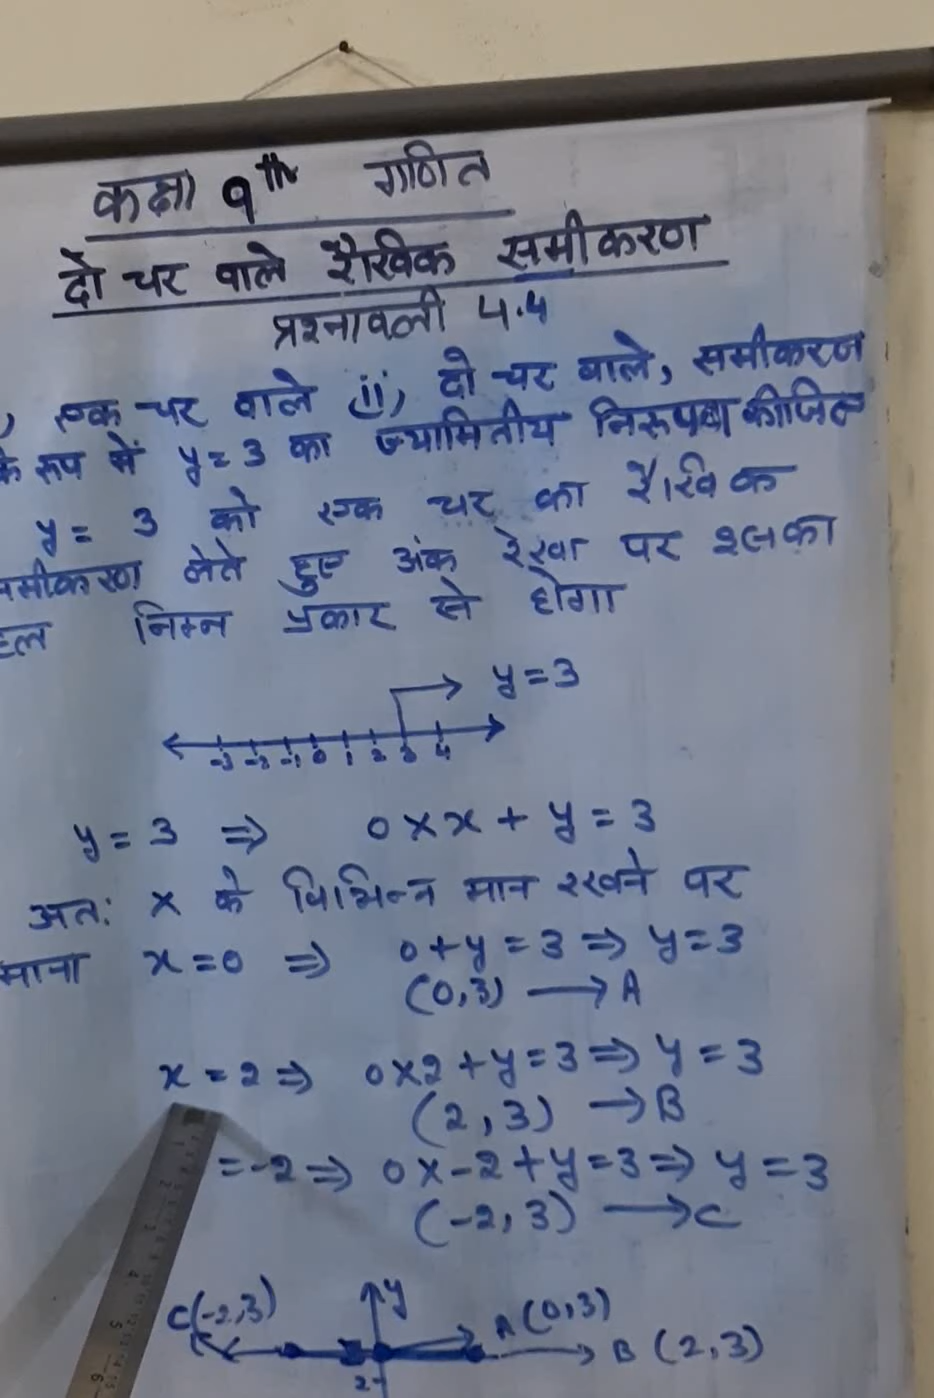 कक्षा 9th गणित
दो चर वाले रैखिक समीकरण
प्रश्नावली 4.4
, एक चर वाले (ii), दो चर वाले, समीकरण
के रूप में y = 3 का ज्यामितीय निरूपण कीजिए
y = 3 को एक चर का रैखिक
समीकरण लेते हुए अंक रेखा पर इसका
हल निम्न प्रकार से होगा
y = 3
-3 -2 -1 0 1 2 3 4
y = 3 ⇒ 0 × x + y = 3
अतः x के विभिन्न मान रखने पर
माना x = 0 ⇒ 0 + y = 3 ⇒ y = 3
(0,3) → A
x = 2 ⇒ 0×2 + y = 3 ⇒ y = 3
(2,3) → B
= -2 ⇒ 0×-2 + y = 3 ⇒ y = 3
(-2,3) → C
C(-2,3) y A(0,3)
B (2,3)
2